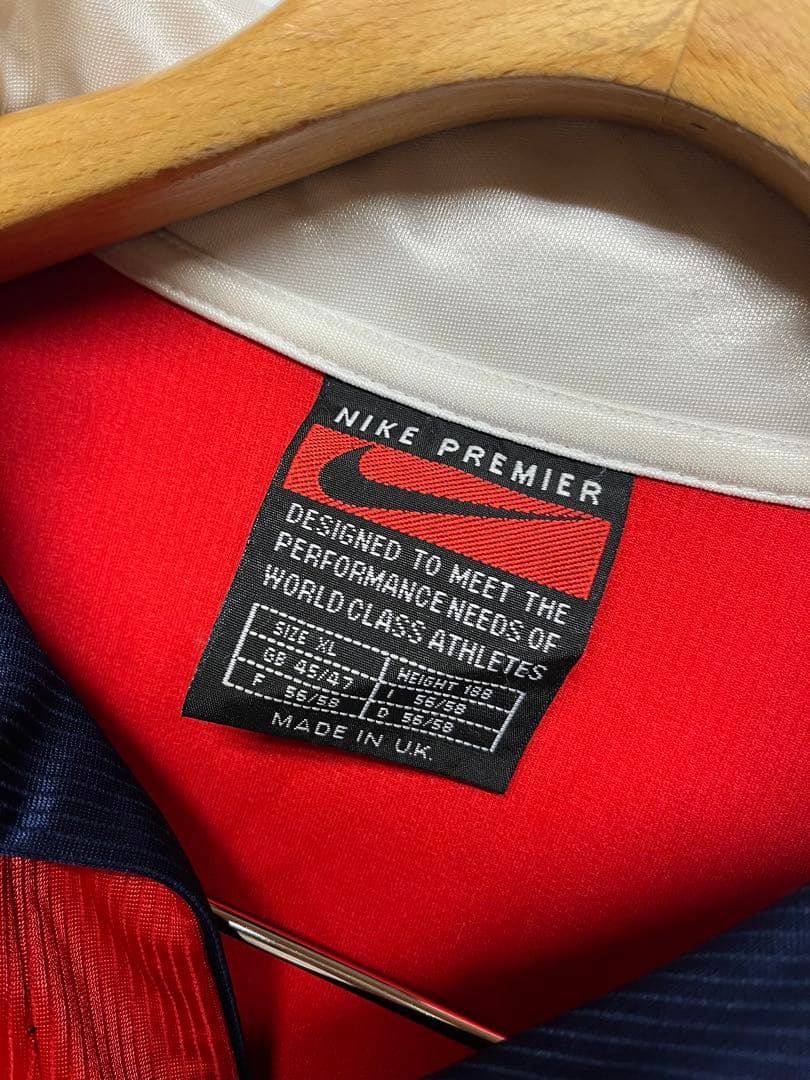 NIKE PREMIER
DESIGNED TO MEET THE
PERFORMANCE NEEDS OF
WORLD CLASS ATHLETES
SIZE XL HEIGHT 188
GB 45/47 I 56/58
F 56/58 D 56/58
MADE IN U.K.